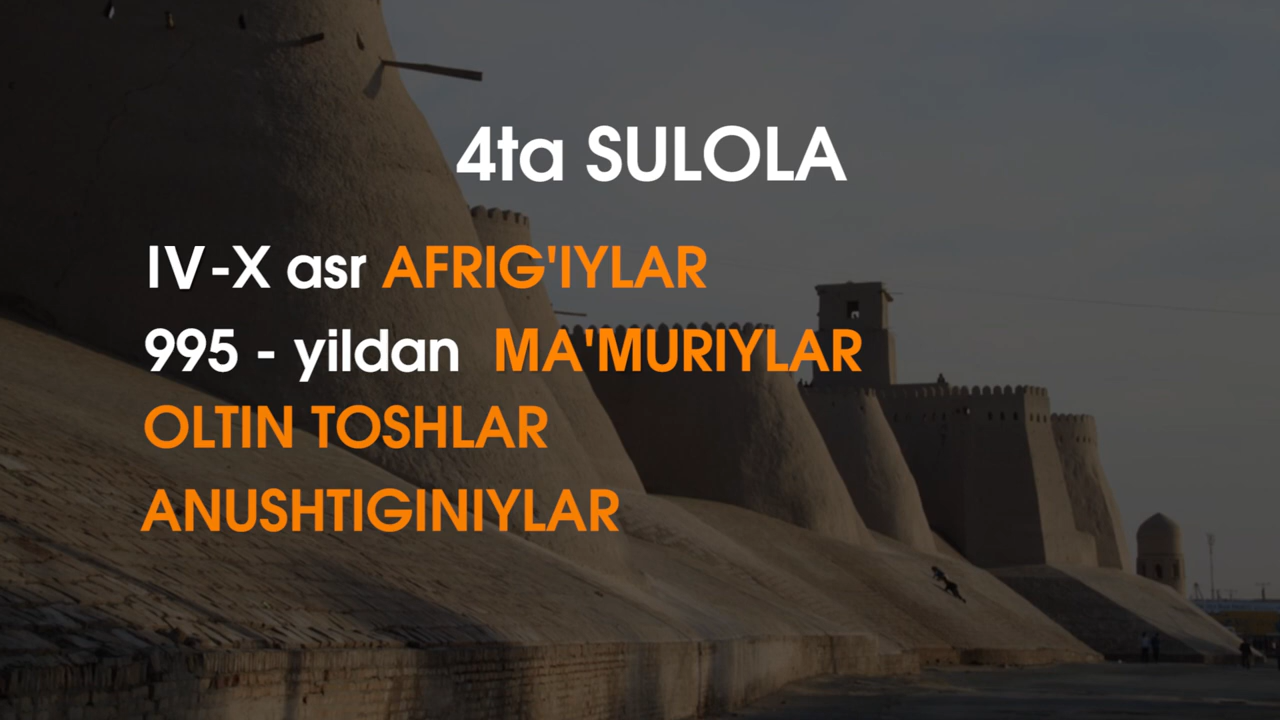 4ta SULOLA
IV-X asr AFRIG'IYLAR
995 - yildan MA'MURIYLAR
OLTIN TOSHLAR
ANUSHTIGINIYLAR